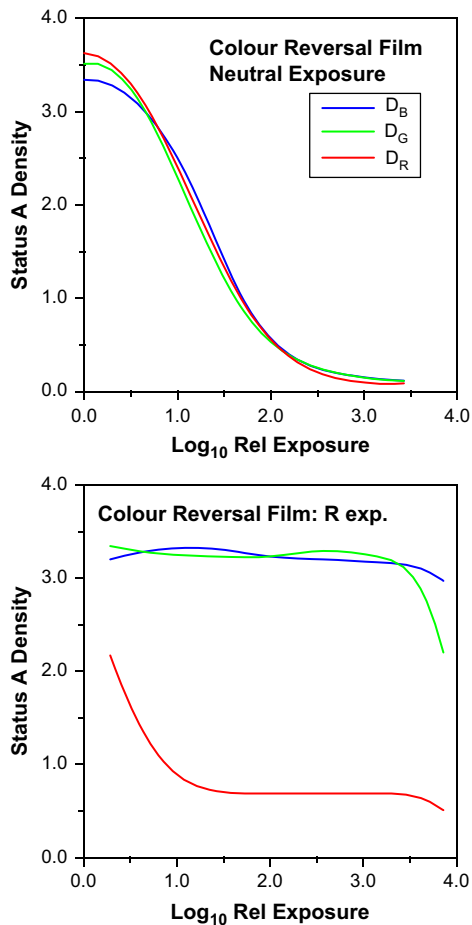 4.0
3.0
2.0
1.0
0.0
Status A Density
Colour Reversal Film
Neutral Exposure
D_B
D_G
D_R
0.0 1.0 2.0 3.0 4.0
Log₁₀ Rel Exposure
4.0
3.0
2.0
1.0
0.0
Status A Density
Colour Reversal Film: R exp.
0.0 1.0 2.0 3.0 4.0
Log₁₀ Rel Exposure